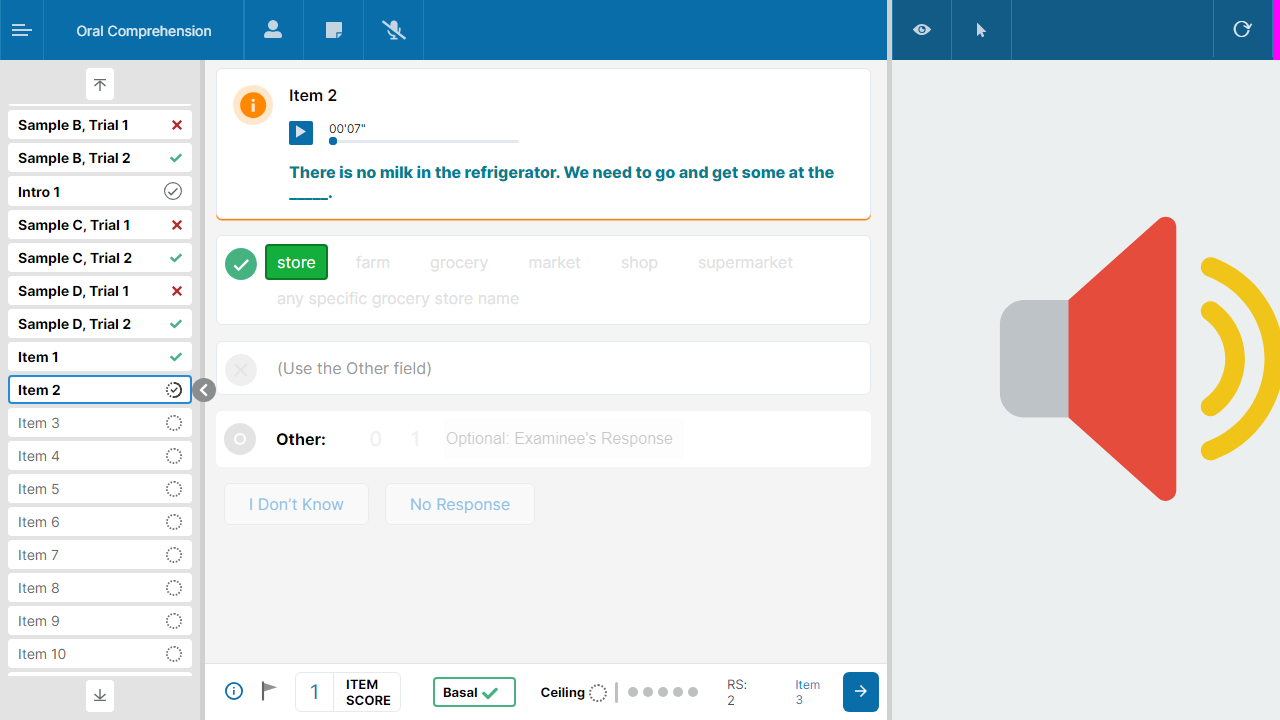 Oral Comprehension
Sample B, Trial 1
Sample B, Trial 2
Intro 1
Sample C, Trial 1
Sample C, Trial 2
Sample D, Trial 1
Sample D, Trial 2
Item 1
Item 2
Item 3
Item 4
Item 5
Item 6
Item 7
Item 8
Item 9
Item 10
Item 2
00'07"
There is no milk in the refrigerator. We need to go and get some at the
_____.
store farm grocery market shop supermarket
any specific grocery store name
(Use the Other field)
Other: 0 1 Optional: Examinee's Response
I Don't Know No Response
1 ITEM SCORE
Basal
Ceiling
RS: 2
Item 3